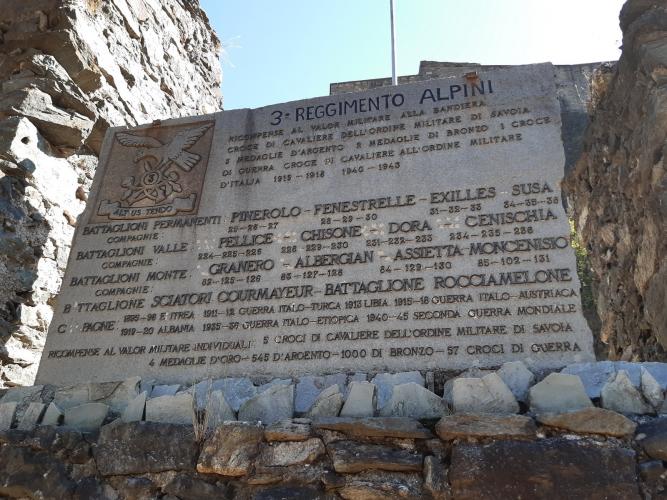 3° REGGIMENTO ALPINI
RICOMPENSE AL VALOR MILITARE ALLA BANDIERA
CROCE DI CAVALIERE DELL'ORDINE MILITARE DI SAVOIA
MEDAGLIE D'ARGENTO 2 MEDAGLIE DI BRONZO 1 CROCE
DI GUERRA CROCE DI CAVALIERE ALL'ORDINE MILITARE
D'ITALIA 1915-1918 1940-1943
ALT US TENDO
BATTAGLIONI PERMANENTI PINEROLO-FENESTRELLE-EXILLES-SUSA
COMPAGNIE: 25-26-27 28-29-30 31-32-33 34-35-36
BATTAGLIONI VALLE PELLICE-CHISONE-DORA-CENISCHIA
COMPAGNIE: 224-225-226 228-229-230 231-232-233 234-235-236
BATTAGLIONI MONTE GRANERO-ALBERGIAN-ASSIETTA MONCENISIO
COMPAGNIE: 82-125-126 83-127-128 84-129-130 85-102-131
B TTAGLIONE SCIATORI COURMAYEUR-BATTAGLIONE ROCCIAMELONE
C PAGNE 1895-96 E ITREA 1911-12 GUERRA ITALO-TURCA 1913 LIBIA 1915-18 GUERRA ITALO-AUSTRIACA
1919-20 ALBANIA 1935-37 GUERRA ITALO-ETIOPICA 1940-45 SECONDA GUERRA MONDIALE
RICOMPENSE AL VALOR MILITARE INDIVIDUALI: 5 CROCI DI CAVALIERE DELL'ORDINE MILITARE DI SAVOIA
4 MEDAGLIE D'ORO-545 D'ARGENTO-1000 DI BRONZO-57 CROCI DI GUERRA